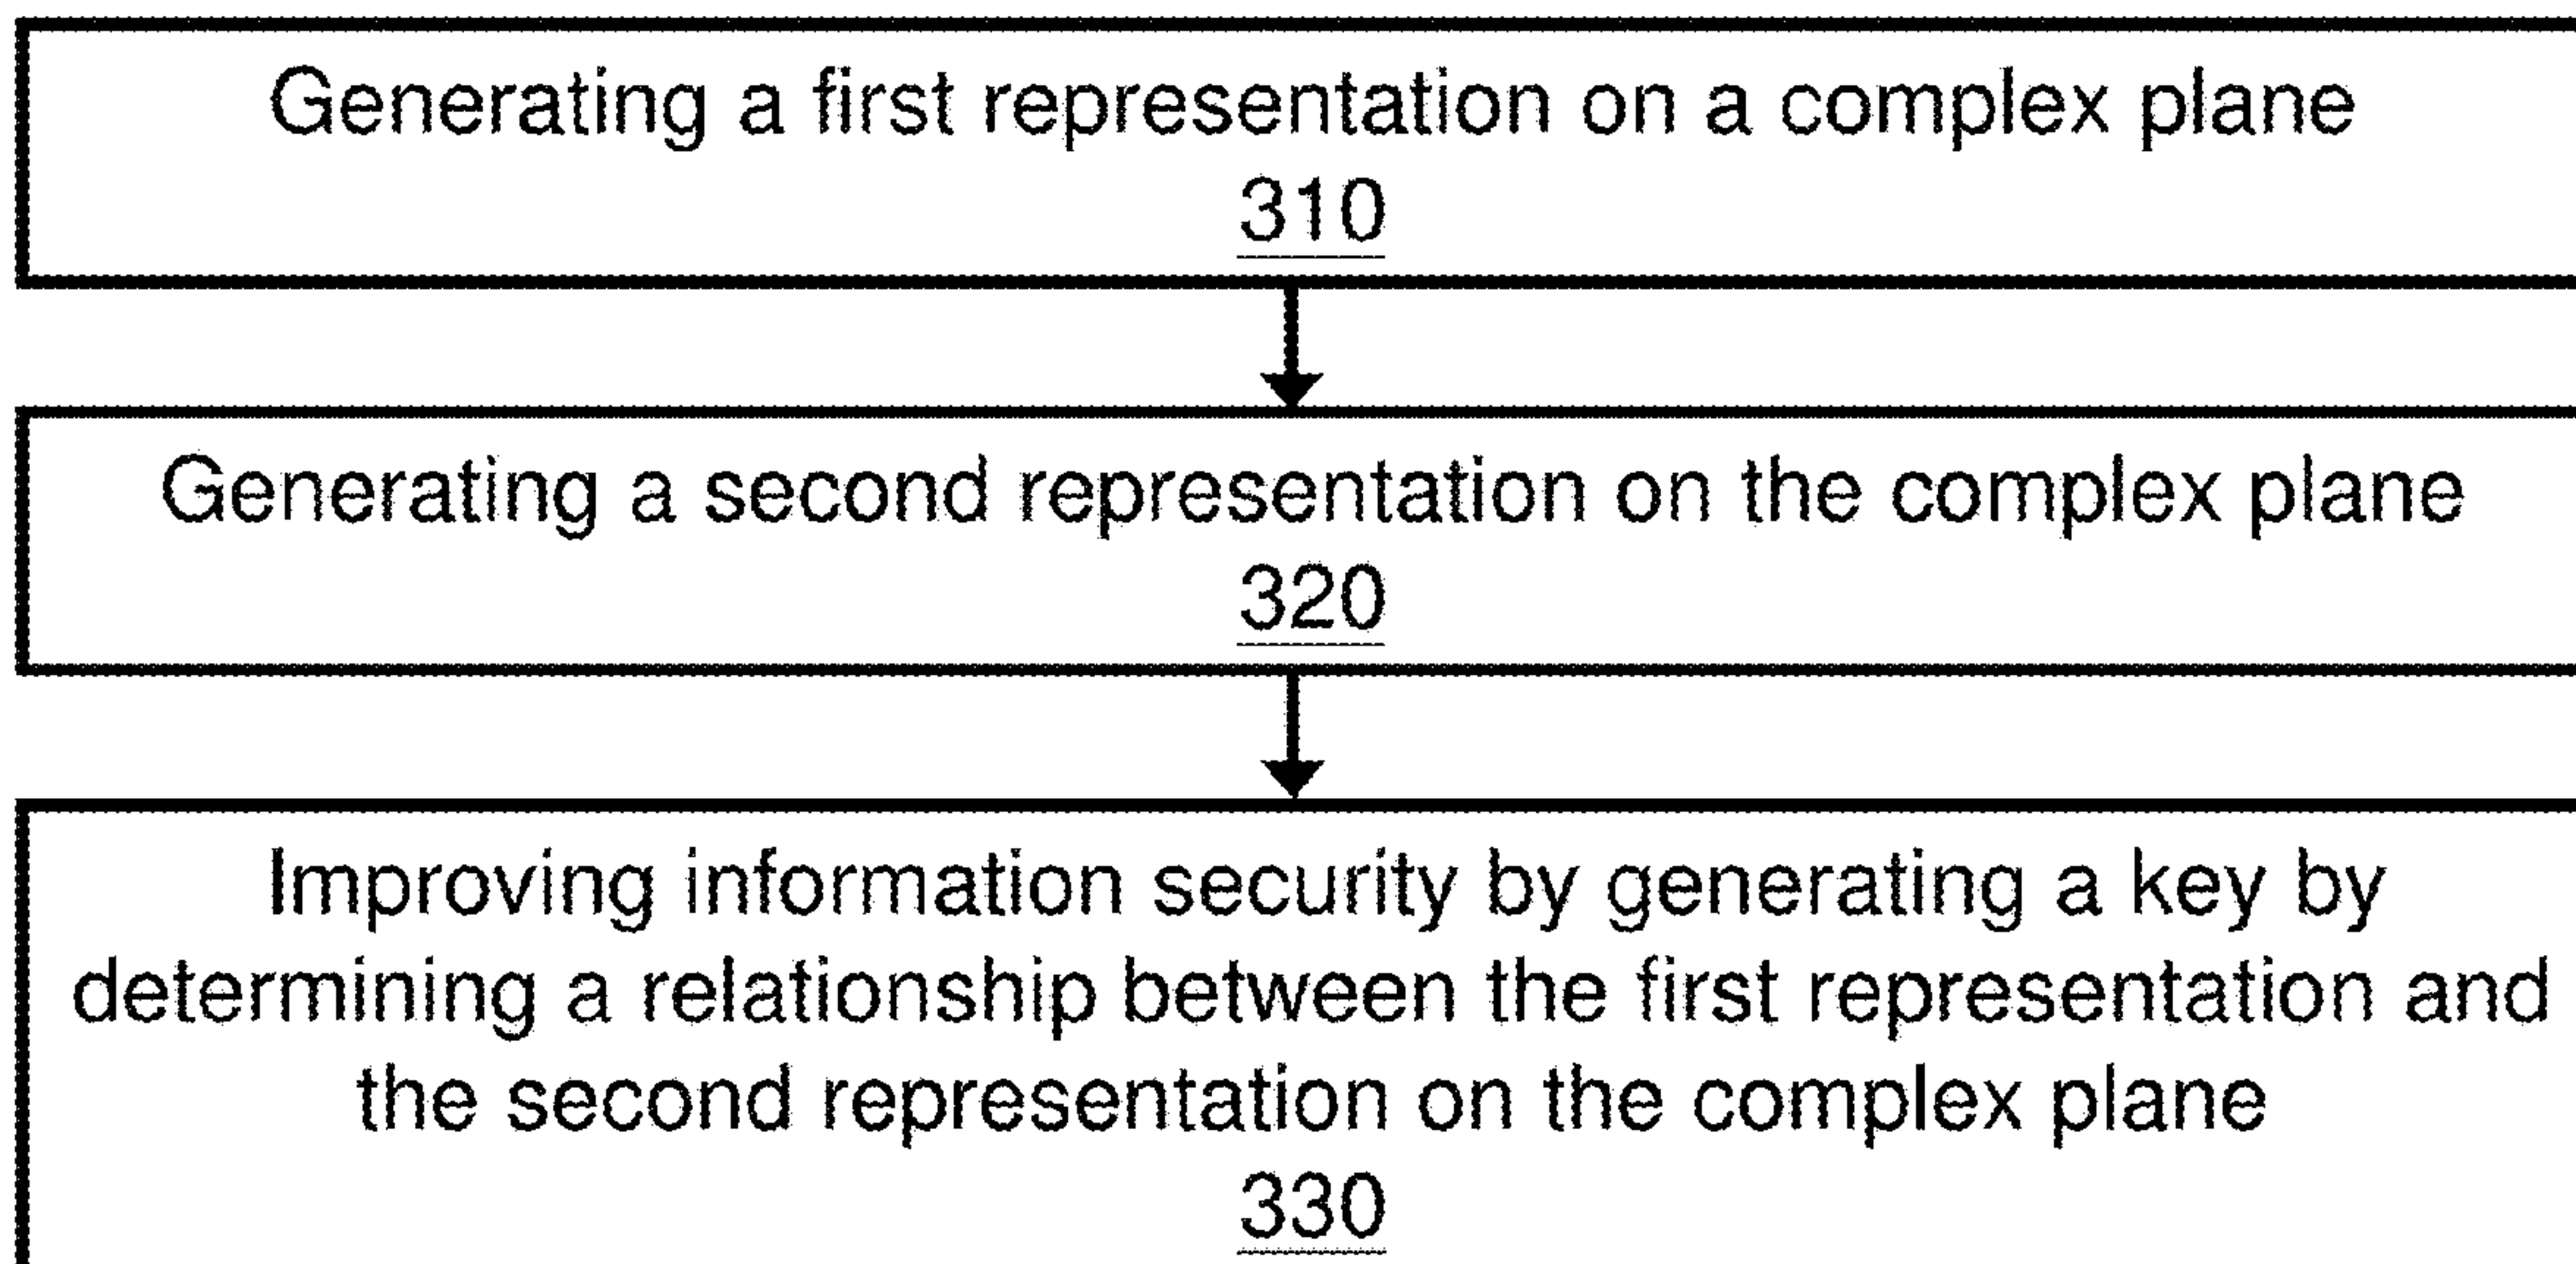 Generating a first representation on a complex plane
310
Generating a second representation on the complex plane
320
Improving information security by generating a key by
determining a relationship between the first representation and
the second representation on the complex plane
330